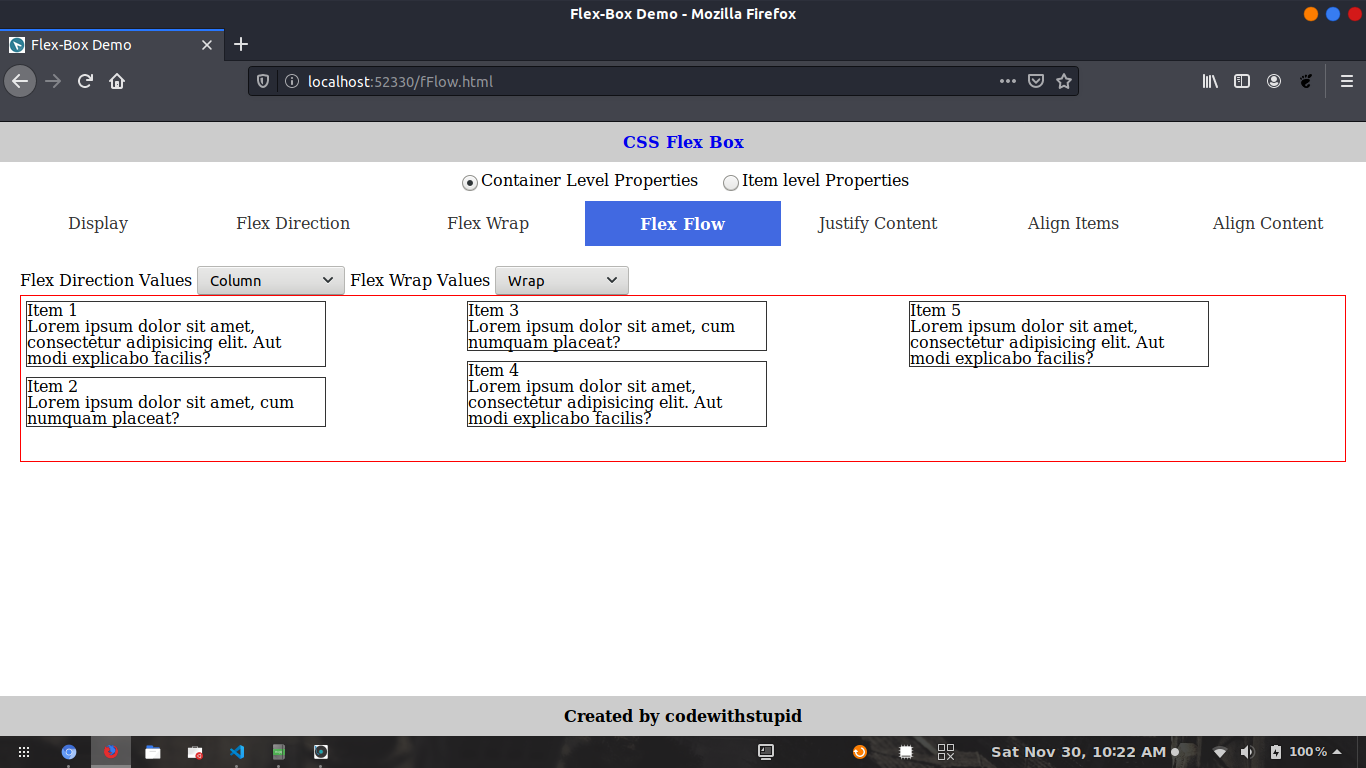 Flex-Box Demo - Mozilla Firefox
Flex-Box Demo
localhost:52330/fFlow.html
CSS Flex Box
Container Level Properties Item level Properties
Display Flex Direction Flex Wrap Flex Flow Justify Content Align Items Align Content
Flex Direction Values Column Flex Wrap Values Wrap
Item 1
Lorem ipsum dolor sit amet,
consectetur adipisicing elit. Aut
modi explicabo facilis?
Item 2
Lorem ipsum dolor sit amet, cum
numquam placeat?
Item 3
Lorem ipsum dolor sit amet, cum
numquam placeat?
Item 4
Lorem ipsum dolor sit amet,
consectetur adipisicing elit. Aut
modi explicabo facilis?
Item 5
Lorem ipsum dolor sit amet,
consectetur adipisicing elit. Aut
modi explicabo facilis?
Created by codewithstupid
Sat Nov 30, 10:22 AM
100%